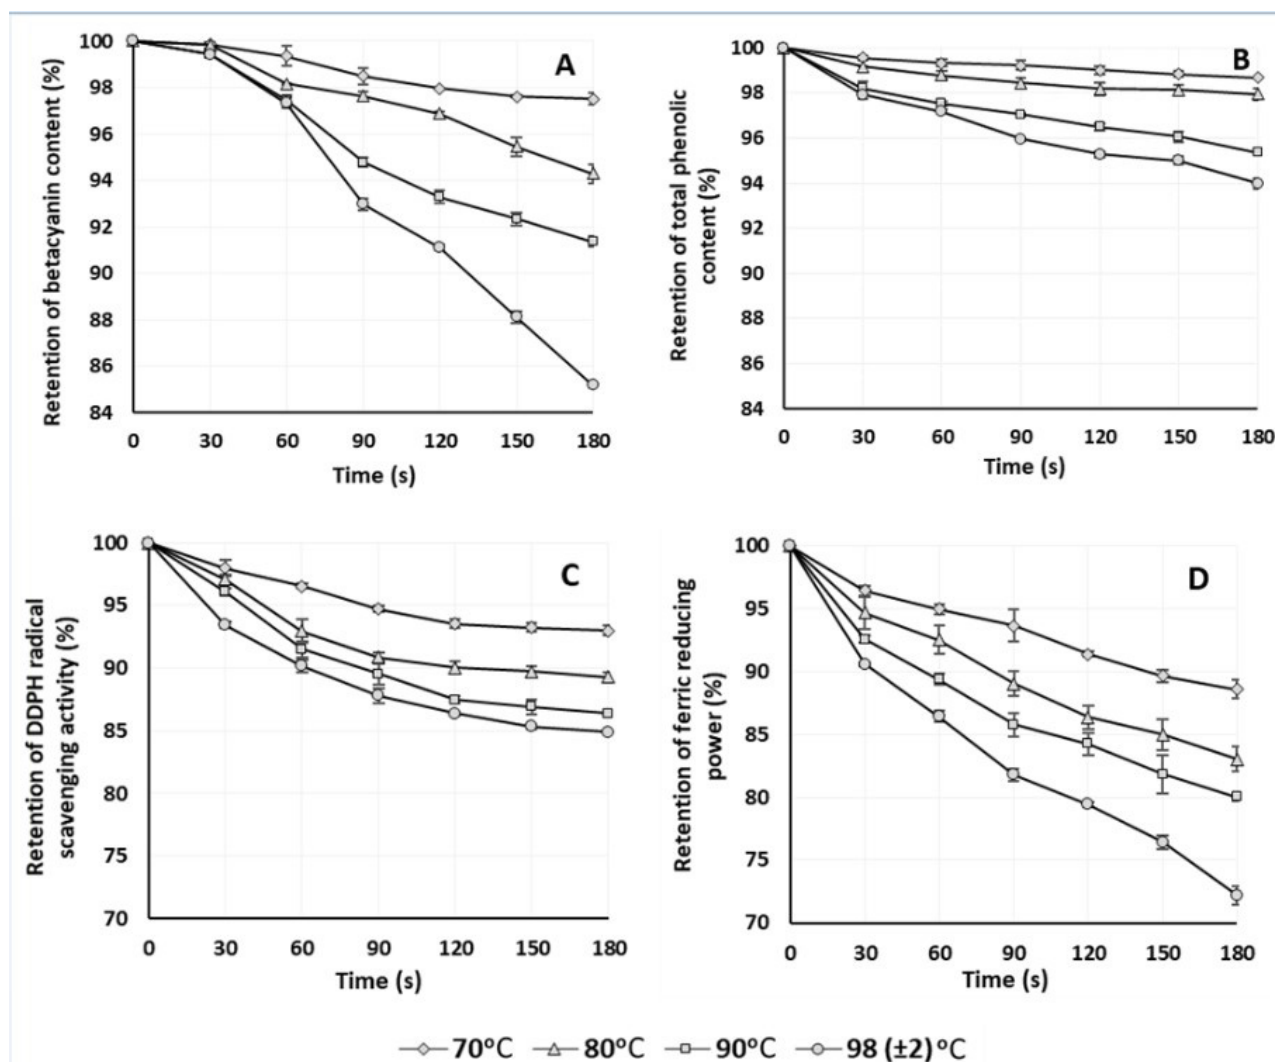 A
Retention of betacyanin content (%)
100
98
96
94
92
90
88
86
84
0 30 60 90 120 150 180
Time (s)
B
Retention of total phenolic
content (%)
100
98
96
94
92
90
88
86
84
0 30 60 90 120 150 180
Time (s)
C
Retention of DDPH radical
scavenging activity (%)
100
95
90
85
80
75
70
0 30 60 90 120 150 180
Time (s)
D
Retention of ferric reducing
power (%)
100
95
90
85
80
75
70
0 30 60 90 120 150 180
Time (s)
70°C 80°C 90°C 98 (±2) °C